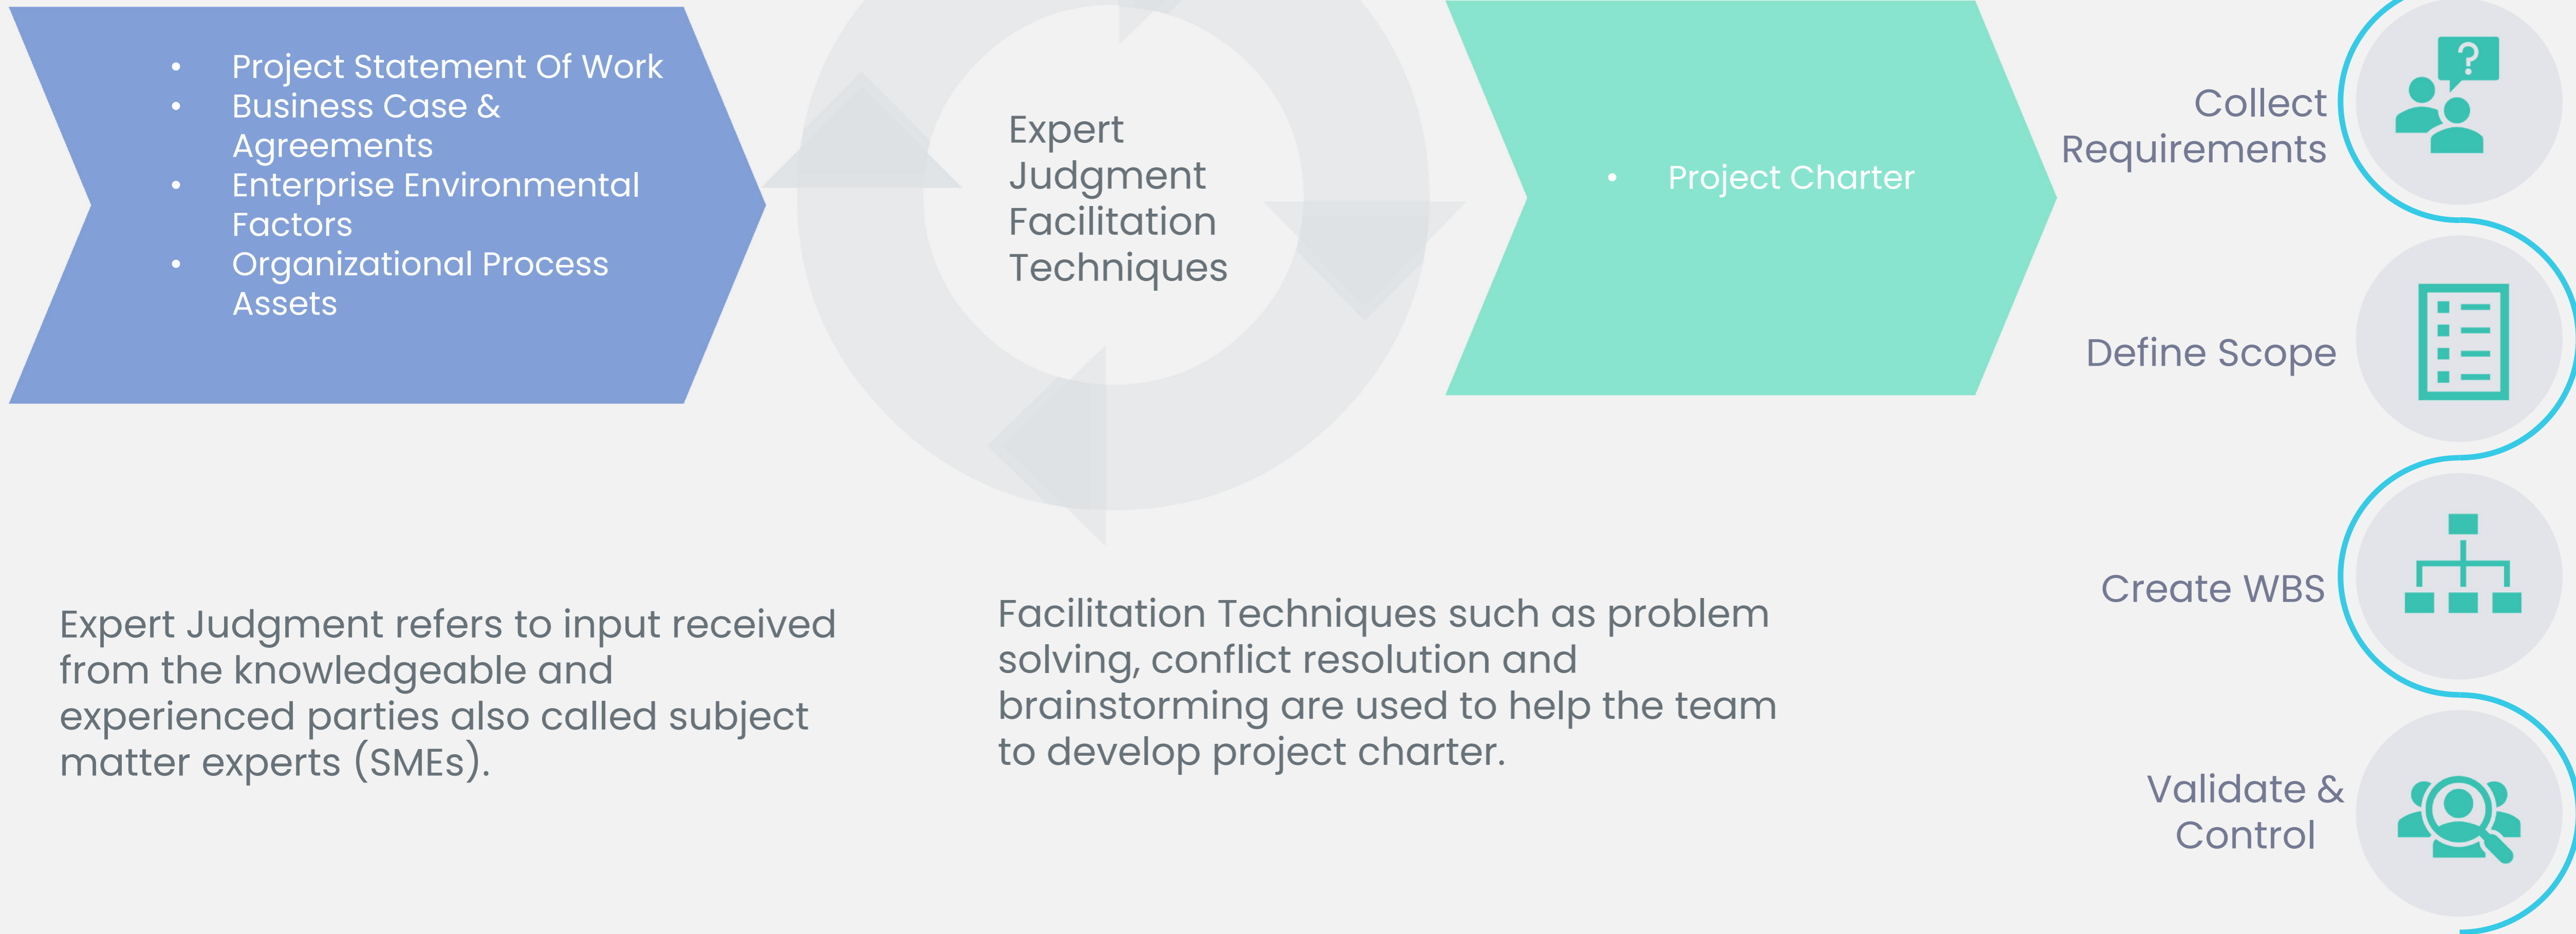 • Project Statement Of Work
• Business Case &
Agreements
• Enterprise Environmental
Factors
• Organizational Process
Assets
Expert
Judgment
Facilitation
Techniques
• Project Charter
Expert Judgment refers to input received
from the knowledgeable and
experienced parties also called subject
matter experts (SMEs).
Facilitation Techniques such as problem
solving, conflict resolution and
brainstorming are used to help the team
to develop project charter.
Collect
Requirements
?
Define Scope
Create WBS
Validate &
Control